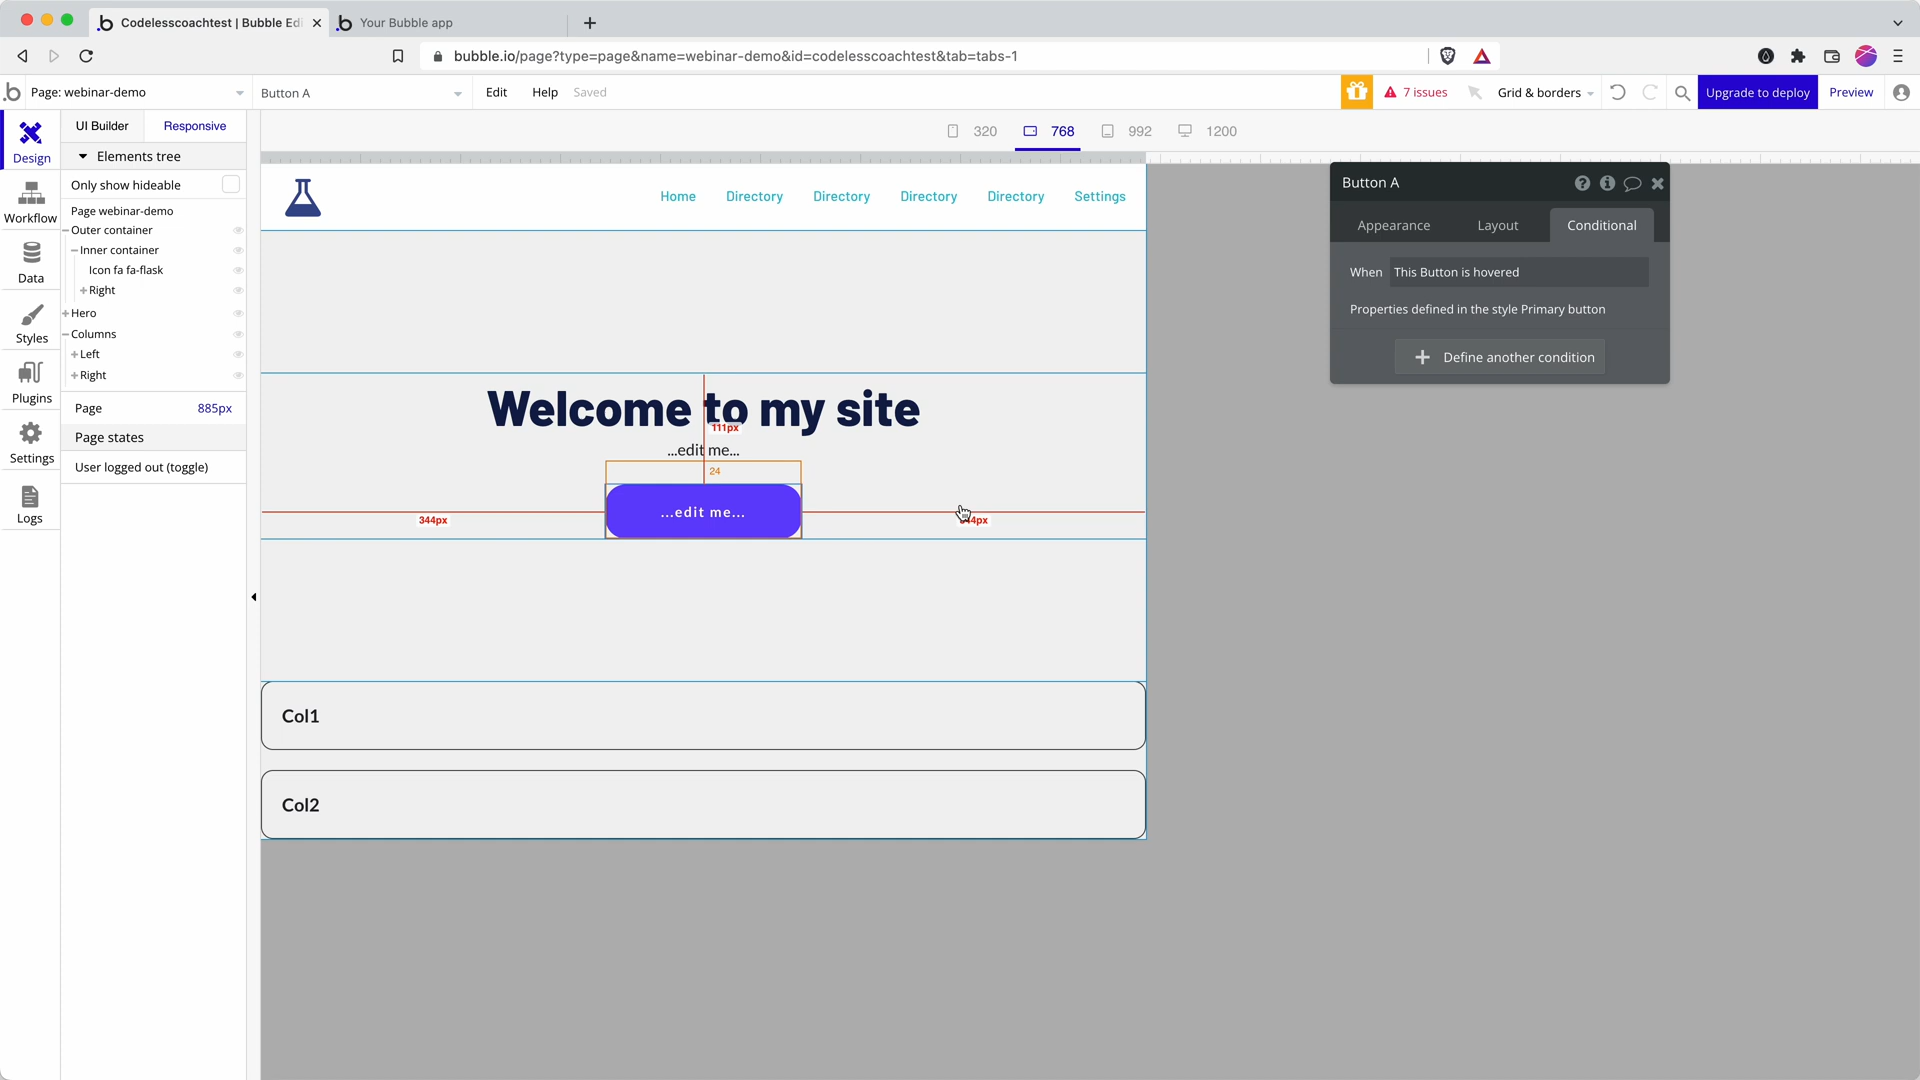 Codelesscoachtest | Bubble Edi
Your Bubble app
bubble.io/page?type=page&name=webinar-demo&id=codelesscoachtest&tab=tabs-1
Page: webinar-demo
Button A
Edit
Help
Saved
7 issues
Grid & borders
Upgrade to deploy
Preview
Design
Workflow
Data
Styles
Plugins
Settings
Logs
UI Builder
Responsive
Elements tree
Only show hideable
Page webinar-demo
Outer container
Inner container
Icon fa fa-flask
Right
Hero
Columns
Left
Right
Page 885px
Page states
User logged out (toggle)
320
768
992
1200
Home Directory Directory Directory Directory Settings
Welcome to my site
111px
...edit me...
24
...edit me...
344px
Col1
Col2
Button A
Appearance
Layout
Conditional
When This Button is hovered
Properties defined in the style Primary button
Define another condition